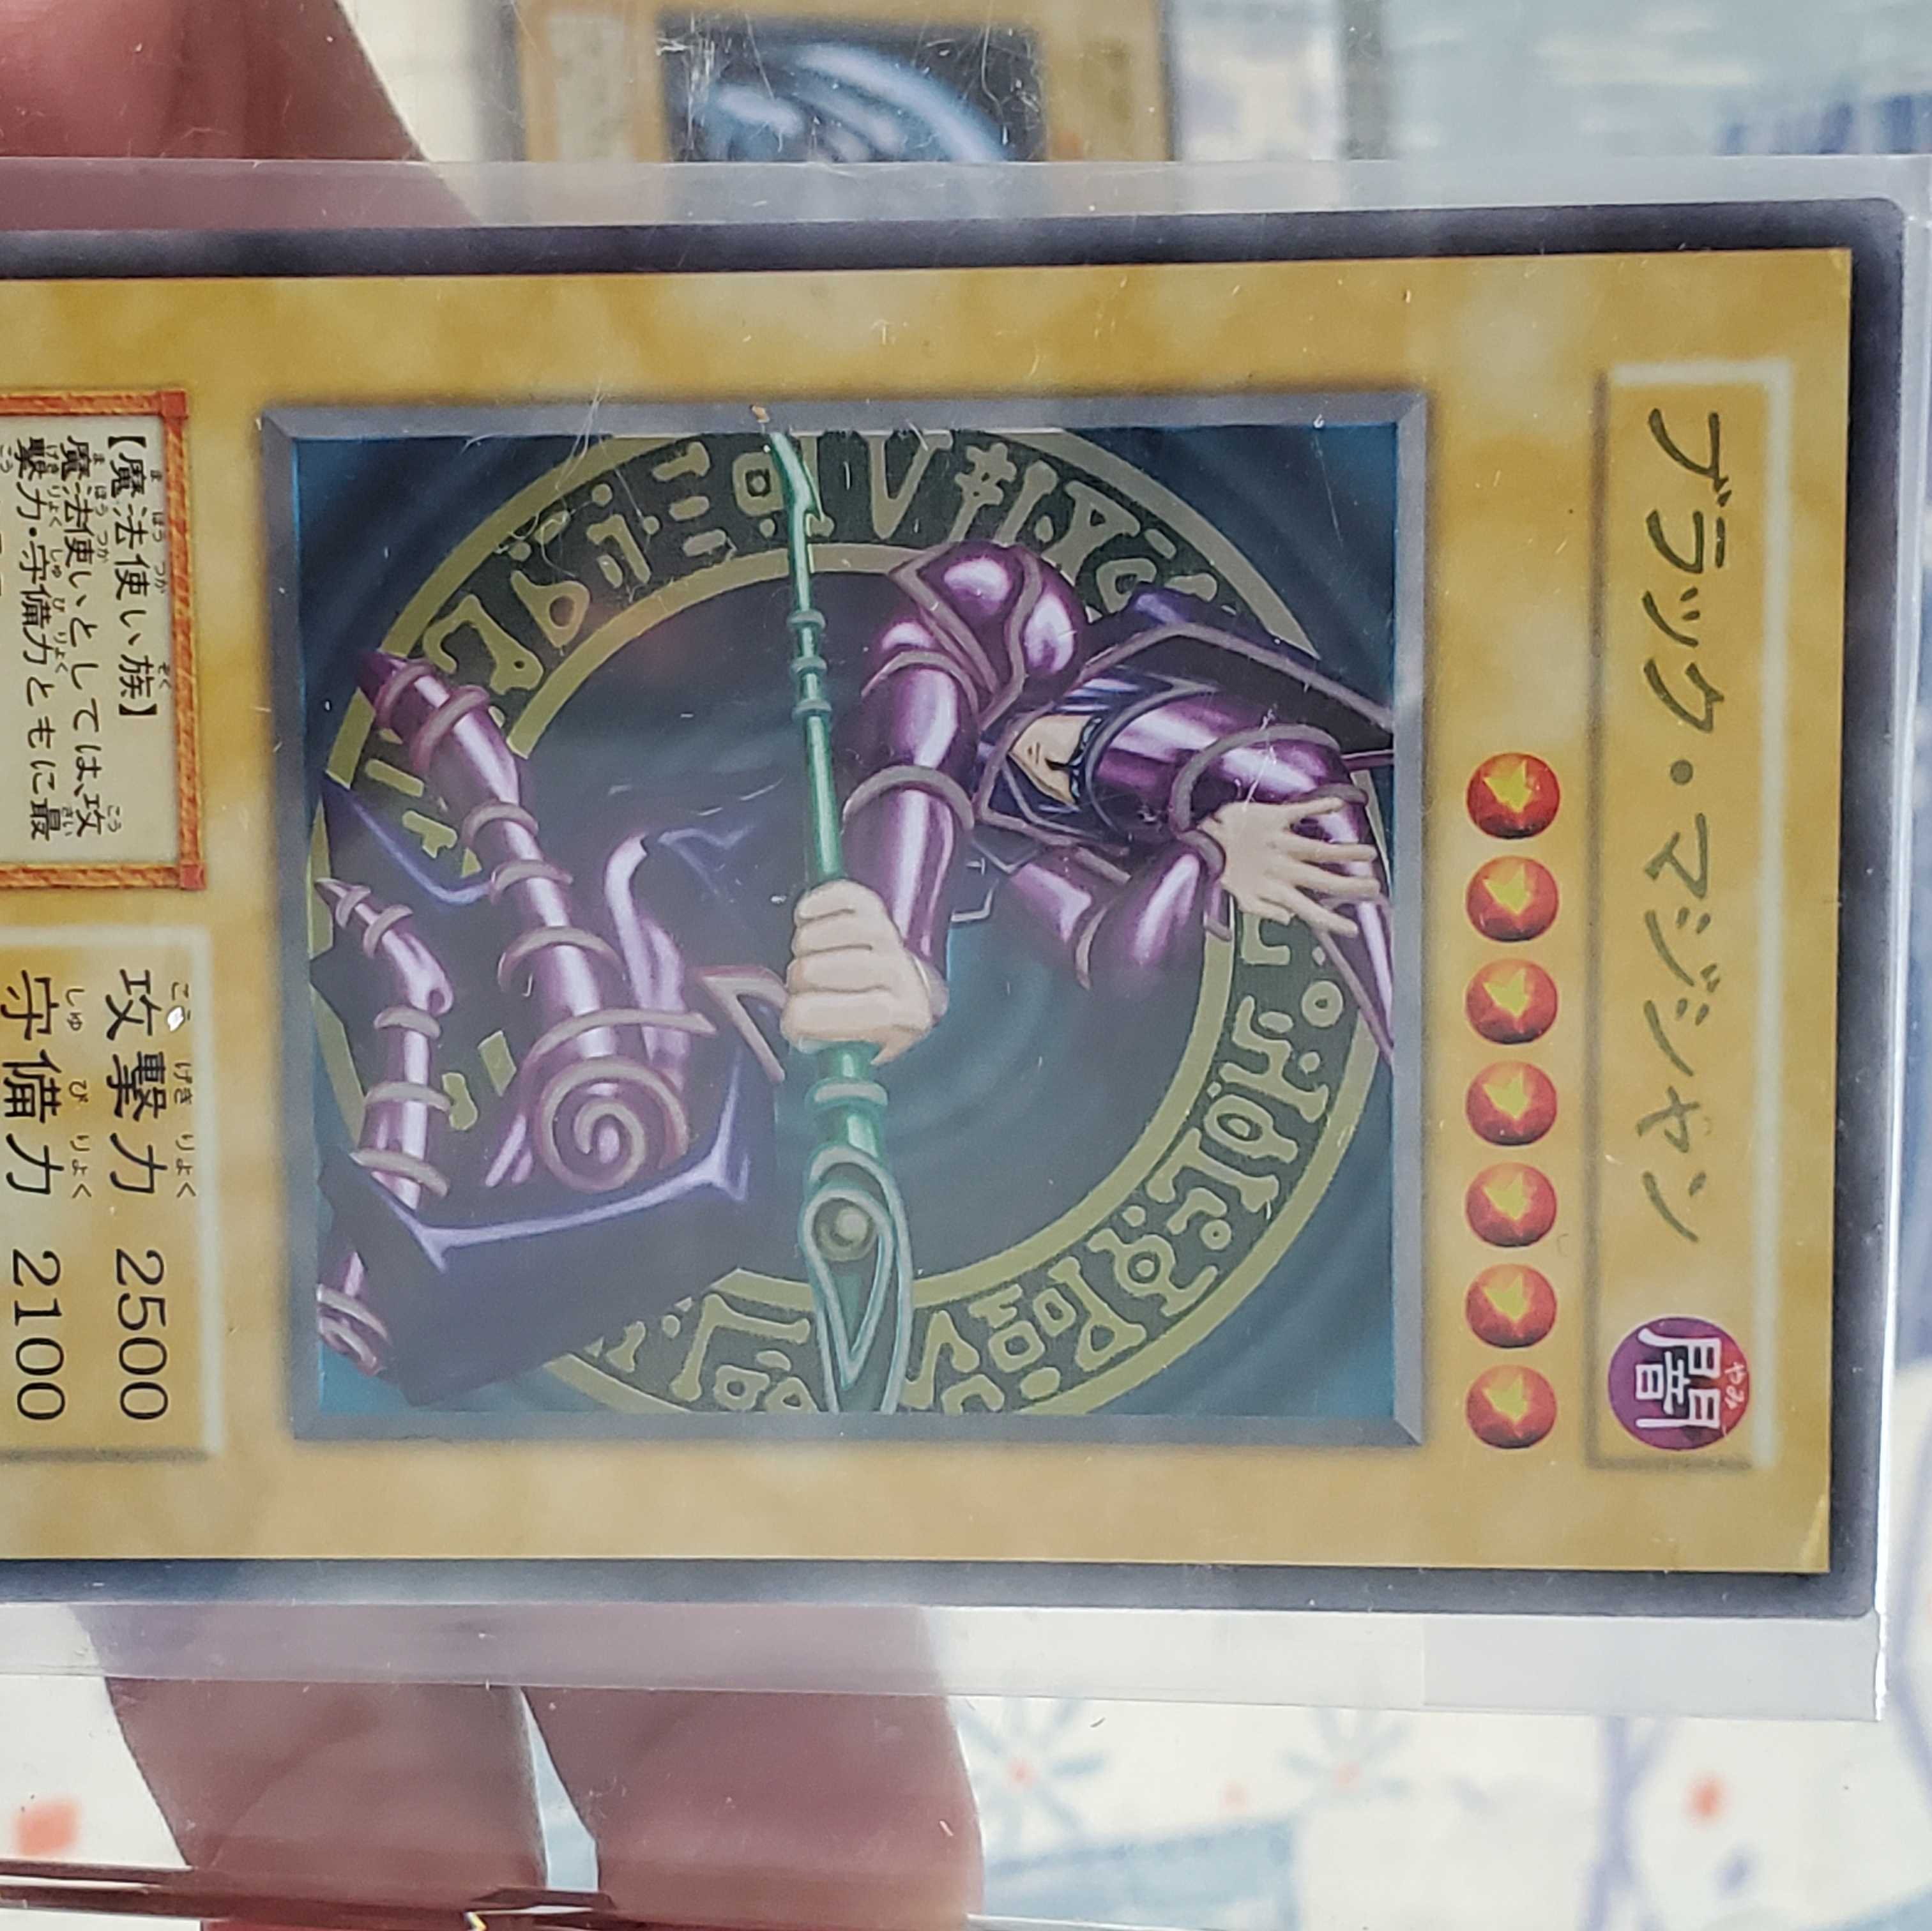 ブラック・マジシャン
闇
やみ
【魔法使い族】
魔法使いとしては、攻
撃力・守備力ともに最
攻撃力 2500
守備力 2100